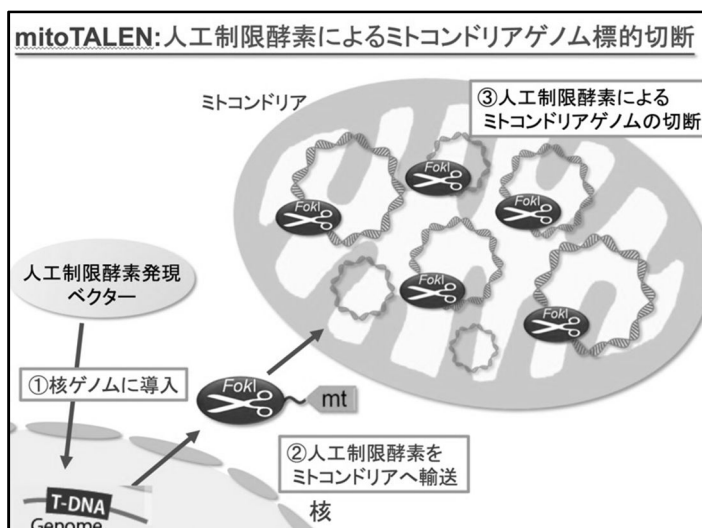 mitoTALEN:人工制限酵素によるミトコンドリアゲノム標的切断
ミトコンドリア
③人工制限酵素による
ミトコンドリアゲノムの切断
FokI
FokI
FokI
FokI
FokI
人工制限酵素発現
ベクター
①核ゲノムに導入
FokI
mt
②人工制限酵素を
ミトコンドリアへ輸送
T-DNA
Genome
核